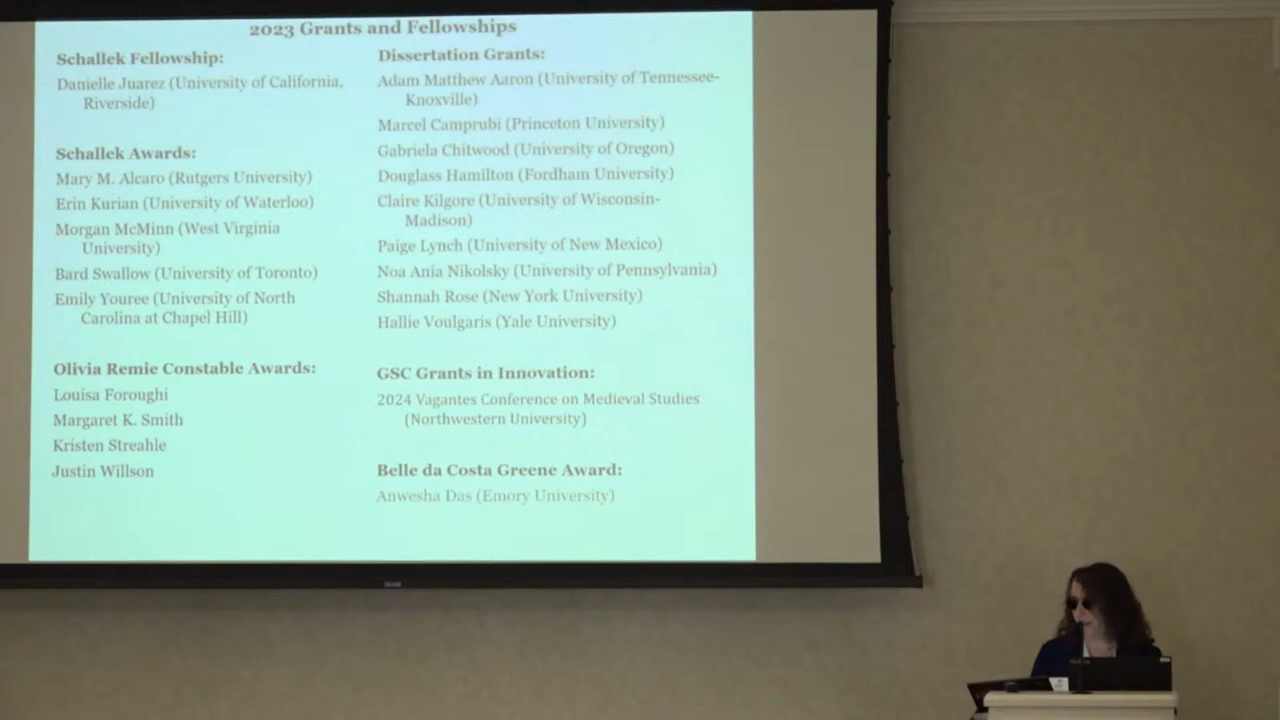 2023 Grants and Fellowships
Schallek Fellowship:
Danielle Juarez (University of California,
Riverside)
Schallek Awards:
Mary M. Alcaro (Rutgers University)
Erin Kurian (University of Waterloo)
Morgan McMinn (West Virginia
University)
Bard Swallow (University of Toronto)
Emily Youree (University of North
Carolina at Chapel Hill)
Olivia Remie Constable Awards:
Louisa Foroughi
Margaret K. Smith
Kristen Streahle
Justin Willson
Dissertation Grants:
Adam Matthew Aaron (University of Tennessee-
Knoxville)
Marcel Camprubi (Princeton University)
Gabriela Chitwood (University of Oregon)
Douglass Hamilton (Fordham University)
Claire Kilgore (University of Wisconsin-
Madison)
Paige Lynch (University of New Mexico)
Noa Ania Nikolsky (University of Pennsylvania)
Shannah Rose (New York University)
Hallie Voulgaris (Yale University)
GSC Grants in Innovation:
2024 Vagantes Conference on Medieval Studies
(Northwestern University)
Belle da Costa Greene Award:
Anwesha Das (Emory University)